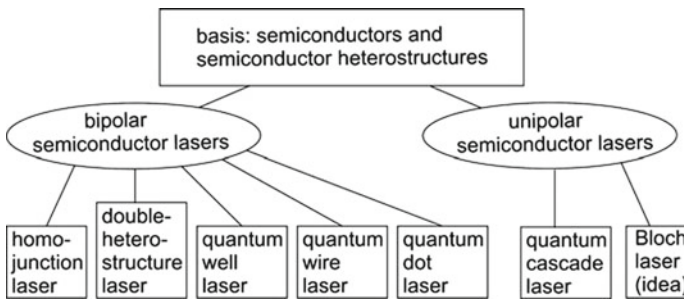 basis: semiconductors and
semiconductor heterostructures
bipolar
semiconductor lasers
unipolar
semiconductor lasers
homo-
junction
laser
double-
hetero-
structure
laser
quantum
well
laser
quantum
wire
laser
quantum
dot
laser
quantum
cascade
laser
Bloch
laser
(idea)